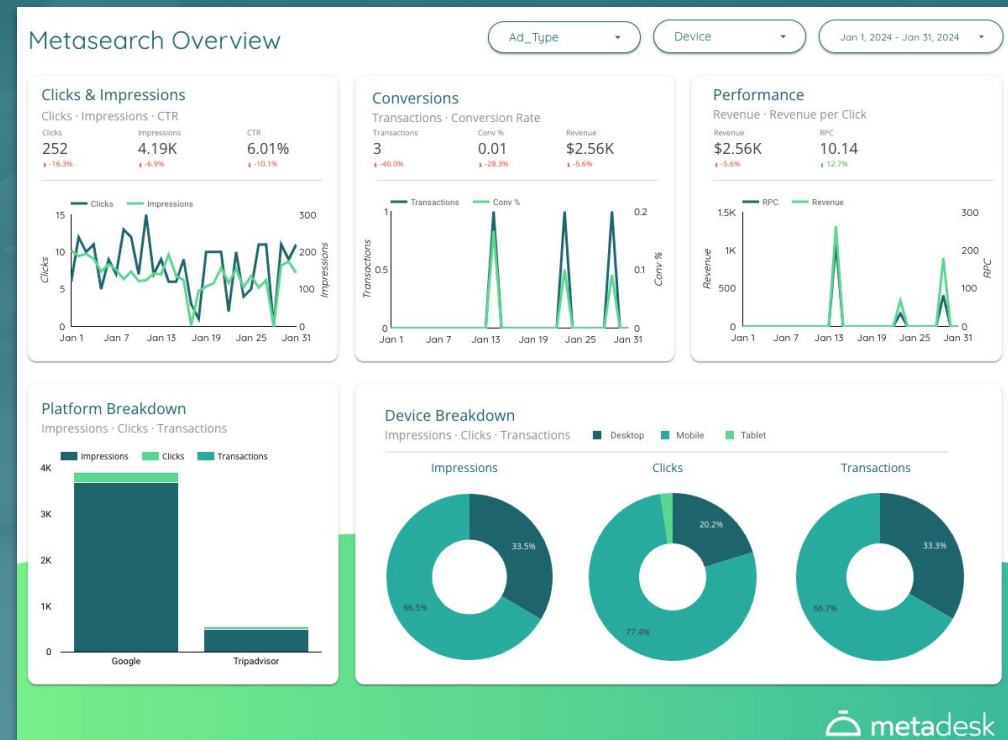 Metasearch Overview
Ad_Type
Device
Jan 1, 2024 - Jan 31, 2024
Clicks & Impressions
Clicks · Impressions · CTR
Clicks Impressions CTR
252 4.19K 6.01%
-16.3% -6.9% -10.1%
Clicks Impressions
15 300
10 200
5 100
0 0
Clicks
Impressions
Jan 1 Jan 7 Jan 13 Jan 19 Jan 25 Jan 31
Conversions
Transactions · Conversion Rate
Transactions Conv % Revenue
3 0.01 $2.56K
-40.0% -28.3% -5.6%
Transactions Conv %
1 0.2
0.5 0.1
0 0
Transactions
Conv %
Jan 1 Jan 7 Jan 13 Jan 19 Jan 25 Jan 31
Performance
Revenue · Revenue per Click
Revenue RPC
$2.56K 10.14
-5.6% 12.7%
RPC Revenue
1.5K 300
1K 200
500 100
0 0
Revenue
RPC
Jan 1 Jan 7 Jan 13 Jan 19 Jan 25 Jan 31
Platform Breakdown
Impressions · Clicks · Transactions
Impressions Clicks Transactions
4K
3K
2K
1K
0
Google Tripadvisor
Device Breakdown
Impressions · Clicks · Transactions Desktop Mobile Tablet
Impressions Clicks Transactions
33.5%
66.5%
20.2%
77.4%
33.3%
66.7%
metadesk